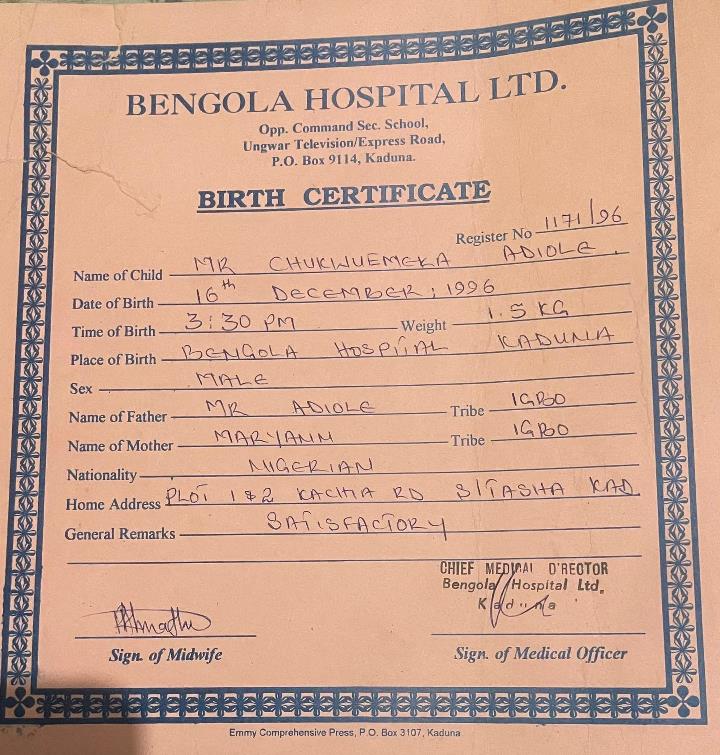 BENGOLA HOSPITAL LTD.
Opp. Command Sec. School,
Ungwar Television/Express Road,
P.O. Box 9114, Kaduna.
BIRTH CERTIFICATE
Register No 1171/96
Name of Child MR CHUKWUEMEKA ADIOLE.
Date of Birth 16th DECEMBER, 1996
Time of Birth 3:30 PM Weight 1.5 KG
Place of Birth BENGOLA HOSPITAL KADUNA
Sex MALE
Name of Father MR ADIOLE Tribe IGBO
Name of Mother MARYANN Tribe IGBO
Nationality NIGERIAN
Home Address PLOT 1 & 2 KACHIA RD S/TASHA KAD
General Remarks SATISFACTORY
CHIEF MEDICAL DIRECTOR
Bengola Hospital Ltd.
Kaduna
Sign. of Midwife Sign. of Medical Officer
Emmy Comprehensive Press, P.O. Box 3107, Kaduna